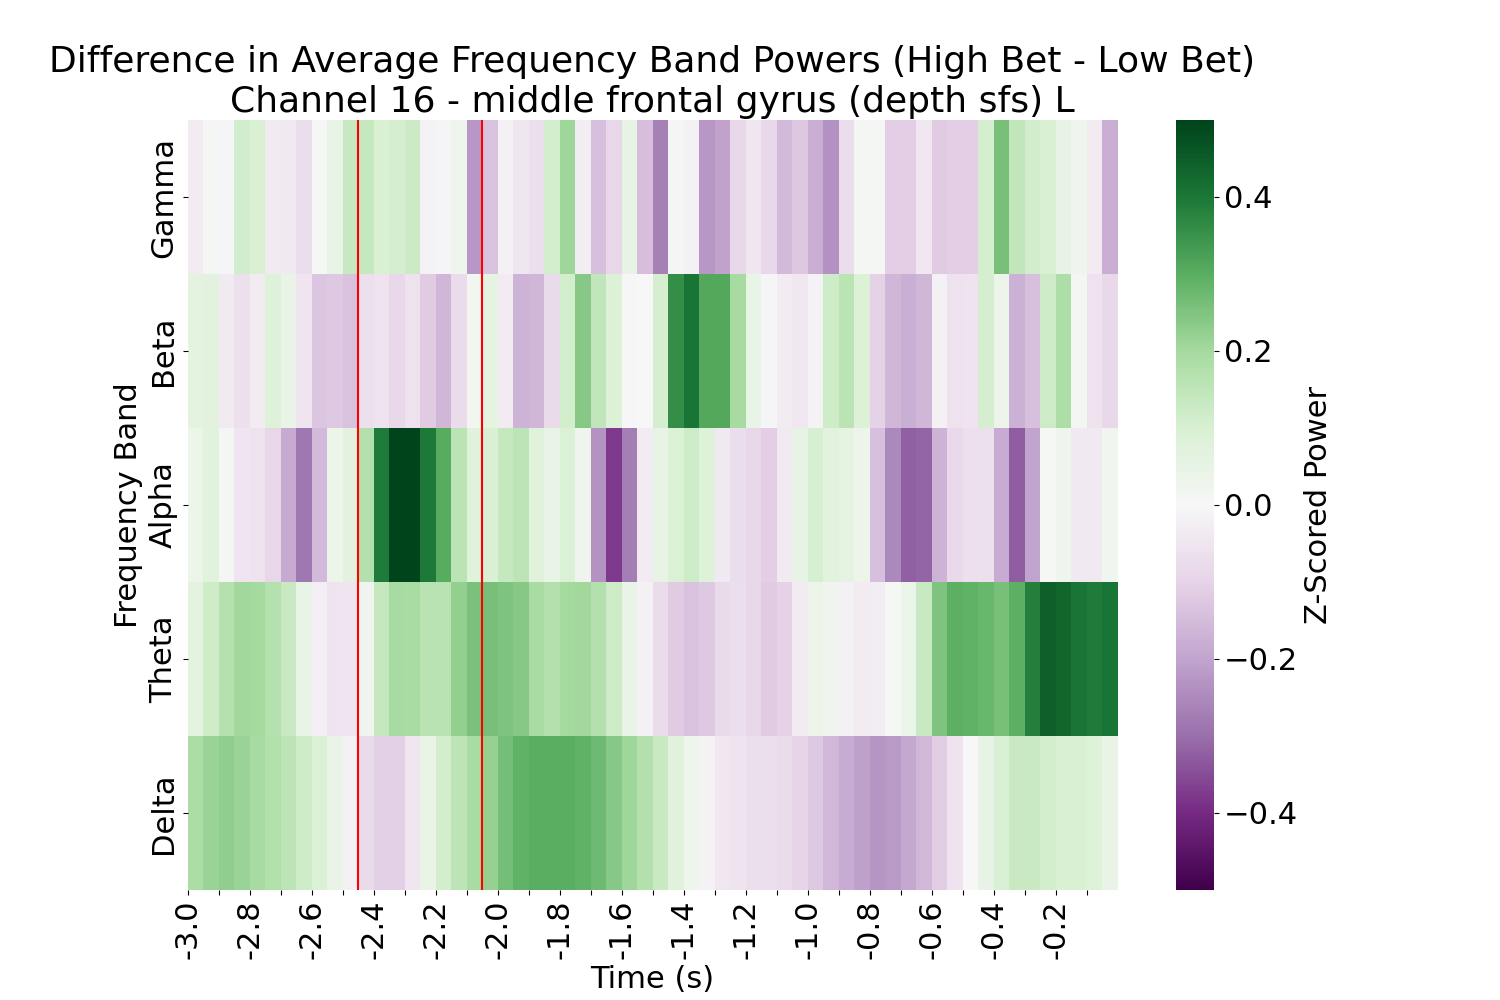 Difference in Average Frequency Band Powers (High Bet - Low Bet)
Channel 16 - middle frontal gyrus (depth sfs) L
Frequency Band
Gamma
Beta
Alpha
Theta
Delta
-3.0
-2.8
-2.6
-2.4
-2.2
-2.0
-1.8
-1.6
-1.4
-1.2
-1.0
-0.8
-0.6
-0.4
-0.2
Time (s)
0.4
0.2
0.0
−0.2
−0.4
Z-Scored Power